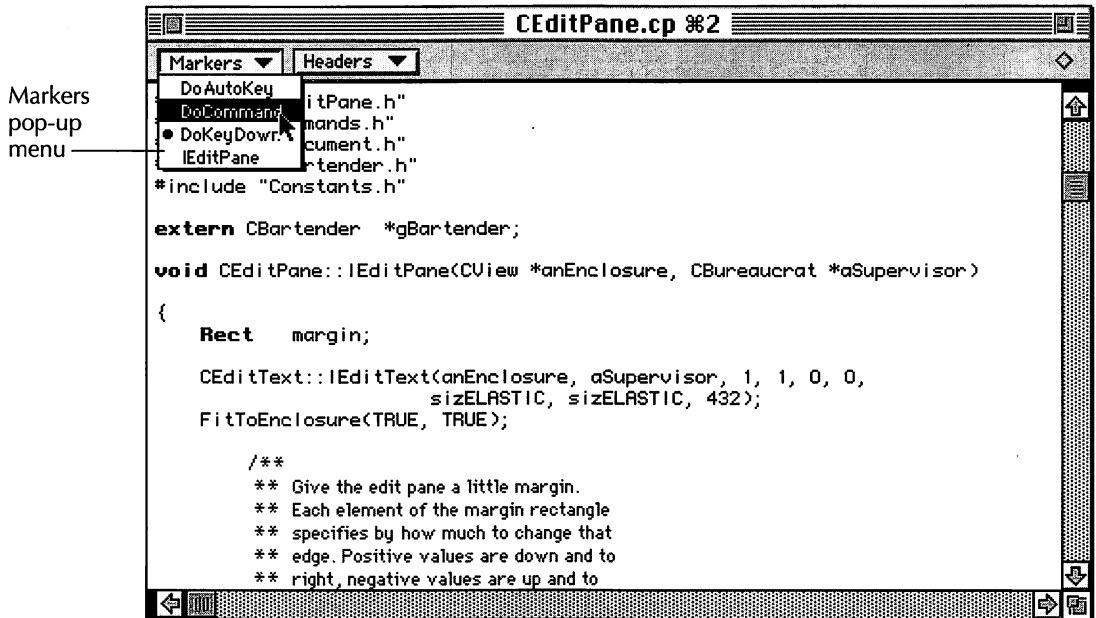 CEditPane.cp ⌘2
Markers ▼ Headers ▼
Markers
pop-up
menu
DoAutoKey
DoCommand
• DoKeyDown
IEditPane
itPane.h"
mands.h"
cument.h"
rtender.h"
#include "Constants.h"
extern CBartender *gBartender;
void CEditPane::IEditPane(CView *anEnclosure, CBureaucrat *aSupervisor)
{
Rect margin;
CEditText::IEditText(anEnclosure, aSupervisor, 1, 1, 0, 0,
sizELASTIC, sizELASTIC, 432);
FitToEnclosure(TRUE, TRUE);
/**
** Give the edit pane a little margin.
** Each element of the margin rectangle
** specifies by how much to change that
** edge. Positive values are down and to
** right, negative values are up and to